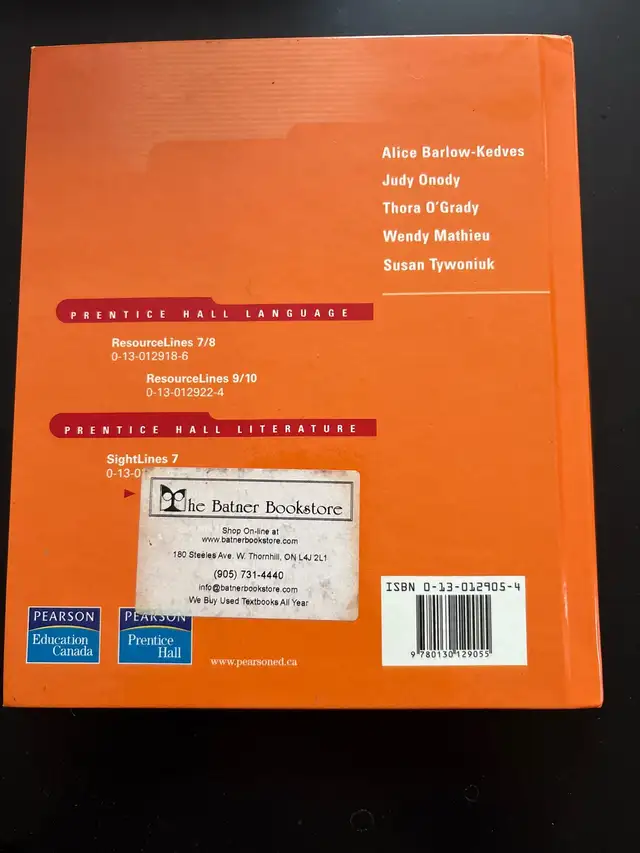 Alice Barlow-Kedves
Judy Onody
Thora O'Grady
Wendy Mathieu
Susan Tywoniuk
PRENTICE HALL LANGUAGE
ResourceLines 7/8
0-13-012918-6
ResourceLines 9/10
0-13-012922-4
PRENTICE HALL LITERATURE
SightLines 7
0-13-01
The Batner Bookstore
Shop On-line at
www.batnerbookstore.com
180 Steeles Ave. W. Thornhill, ON L4J 2L1
(905) 731-4440
info@batnerbookstore.com
We Buy Used Textbooks All Year
PEARSON
Education
Canada
PEARSON
Prentice
Hall
www.pearsoned.ca
ISBN 0-13-012905-4
9 780130 129055